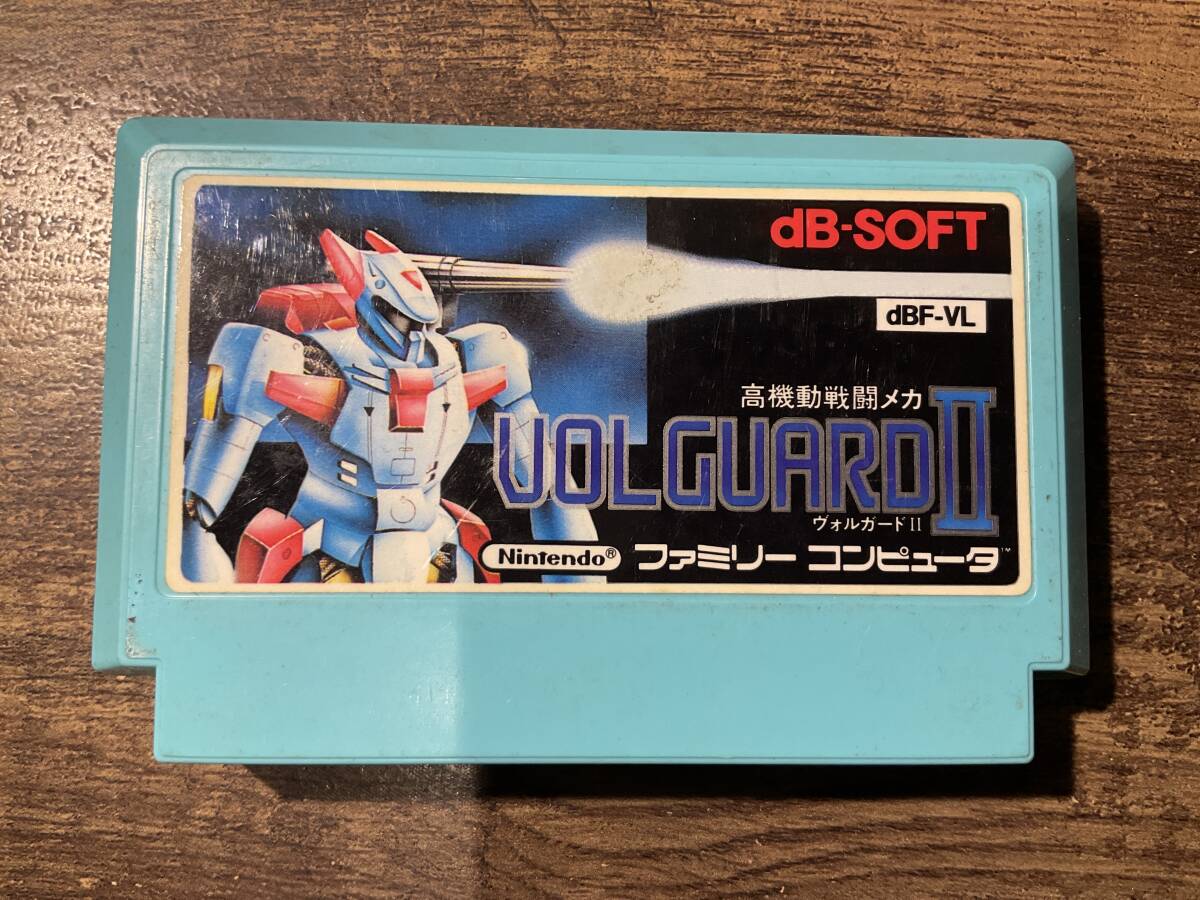 dB-SOFT
dBF-VL
高機動戦闘メカ
VOLGUARD II
ヴォルガードII
Nintendo® ファミリー コンピュータ™